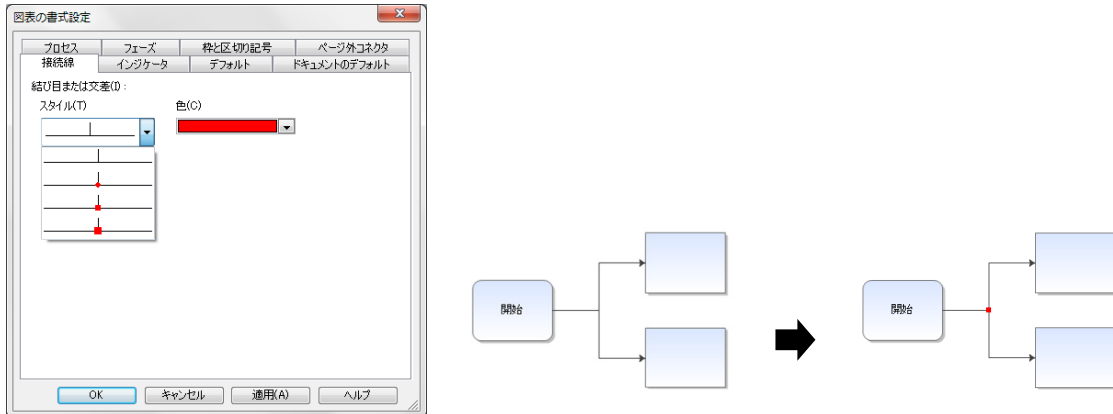 図表の書式設定
プロセス フェーズ 枠と区切り記号 ページ外コネクタ
接続線 インジケータ デフォルト ドキュメントのデフォルト
結び目または交差(I):
スタイル(T) 色(C)
開始
開始
OK キャンセル 適用(A) ヘルプ